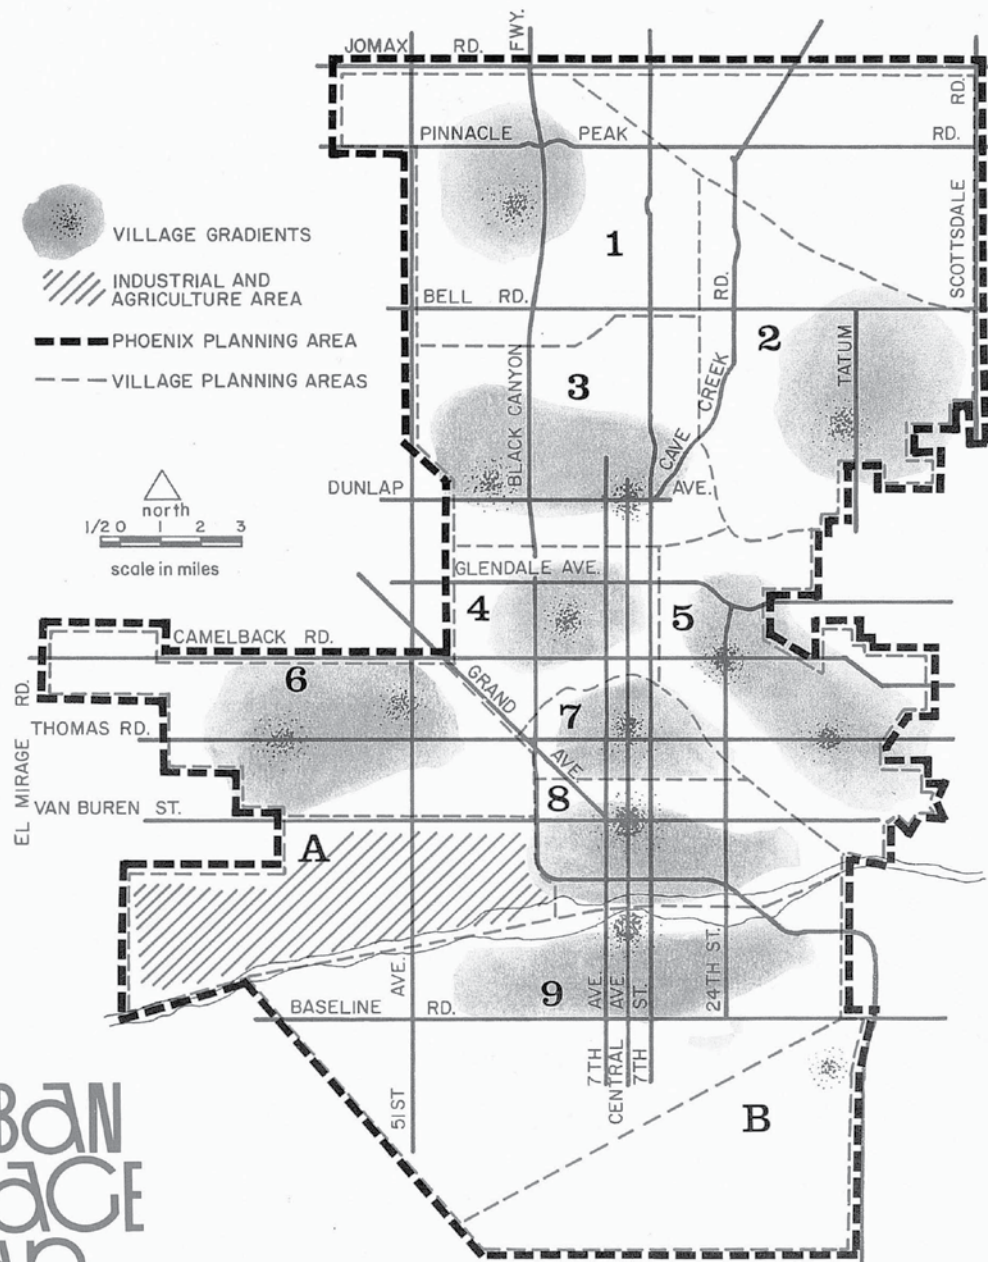 JOMAX RD. FWY.
RD.
PINNACLE PEAK RD.
SCOTTSDALE
VILLAGE GRADIENTS
1
INDUSTRIAL AND
AGRICULTURE AREA
BELL RD.
RD.
PHOENIX PLANNING AREA
2
TATUM
VILLAGE PLANNING AREAS
3
BLACK CANYON
CREEK
CAVE
DUNLAP AVE.
north
1/2 0 1 2 3
scale in miles
GLENDALE AVE.
4
5
CAMELBACK RD.
6
GRAND
AVE.
7
EL MIRAGE RD.
THOMAS RD.
8
VAN BUREN ST.
A
9
AVE.
51ST
7TH AVE.
CENTRAL AVE.
7TH ST.
24TH ST.
BASELINE RD.
B
BAN
ACE